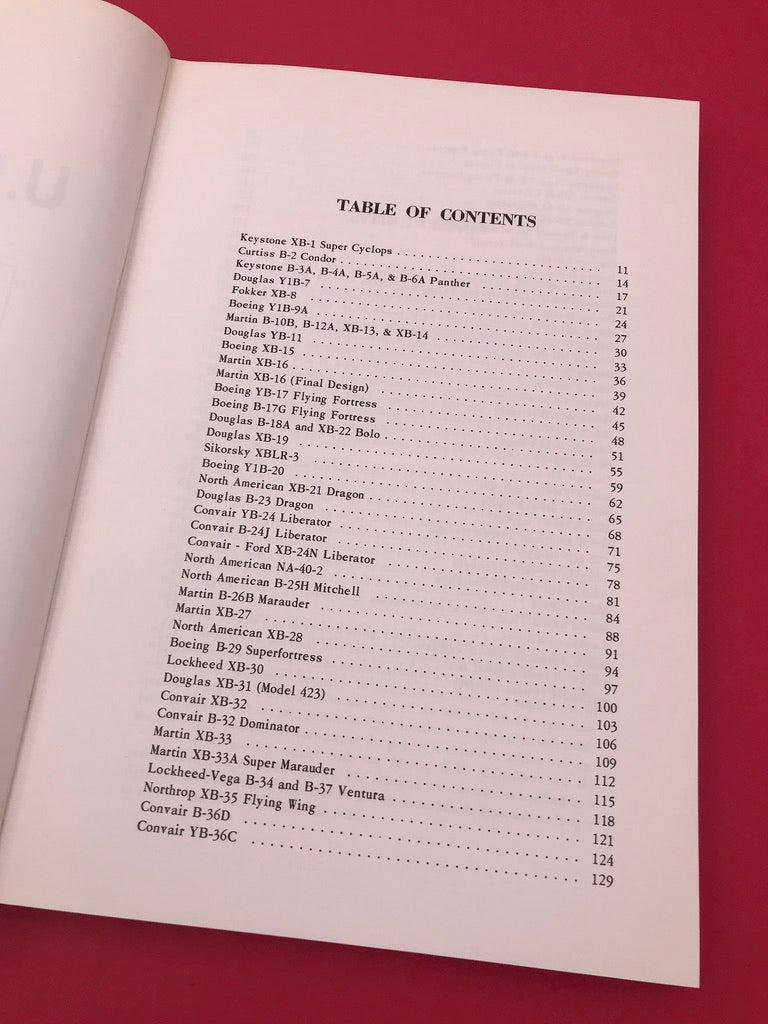 TABLE OF CONTENTS
Keystone XB-1 Super Cyclops . . . . . . . . . . 11
Curtiss B-2 Condor . . . . . . . . . . 14
Keystone B-3A, B-4A, B-5A, & B-6A Panther . . . . . . . . . . 17
Douglas Y1B-7 . . . . . . . . . . 21
Fokker XB-8 . . . . . . . . . . 24
Boeing Y1B-9A . . . . . . . . . . 27
Martin B-10B, B-12A, XB-13, & XB-14 . . . . . . . . . . 30
Douglas YB-11 . . . . . . . . . . 33
Boeing XB-15 . . . . . . . . . . 36
Martin XB-16 . . . . . . . . . . 39
Martin XB-16 (Final Design) . . . . . . . . . . 42
Boeing YB-17 Flying Fortress . . . . . . . . . . 45
Boeing B-17G Flying Fortress . . . . . . . . . . 48
Douglas B-18A and XB-22 Bolo . . . . . . . . . . 51
Douglas XB-19 . . . . . . . . . . 55
Sikorsky XBLR-3 . . . . . . . . . . 59
Boeing Y1B-20 . . . . . . . . . . 62
North American XB-21 Dragon . . . . . . . . . . 65
Douglas B-23 Dragon . . . . . . . . . . 68
Convair YB-24 Liberator . . . . . . . . . . 71
Convair B-24J Liberator . . . . . . . . . . 75
Convair - Ford XB-24N Liberator . . . . . . . . . . 78
North American NA-40-2 . . . . . . . . . . 81
North American B-25H Mitchell . . . . . . . . . . 84
Martin B-26B Marauder . . . . . . . . . . 88
Martin XB-27 . . . . . . . . . . 91
North American XB-28 . . . . . . . . . . 94
Boeing B-29 Superfortress . . . . . . . . . . 97
Lockheed XB-30 . . . . . . . . . . 100
Douglas XB-31 (Model 423) . . . . . . . . . . 103
Convair XB-32 . . . . . . . . . . 106
Convair B-32 Dominator . . . . . . . . . . 109
Martin XB-33 . . . . . . . . . . 112
Martin XB-33A Super Marauder . . . . . . . . . . 115
Lockheed-Vega B-34 and B-37 Ventura . . . . . . . . . . 118
Northrop XB-35 Flying Wing . . . . . . . . . . 121
Convair B-36D . . . . . . . . . . 124
Convair YB-36C . . . . . . . . . . 129